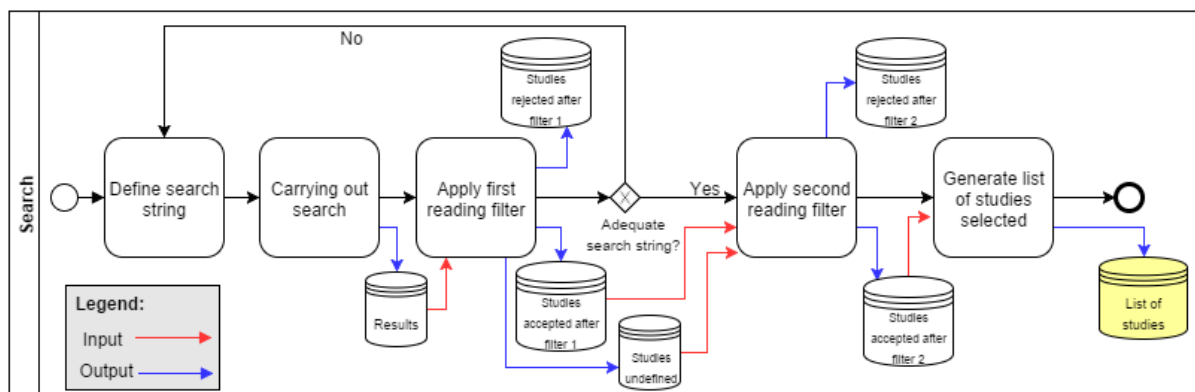 Search
No
Define search
string
Carrying out
search
Results
Apply first
reading filter
Studies
rejected after
filter 1
Studies
accepted after
filter 1
Studies
undefined
X
Adequate
search string?
Yes
Apply second
reading filter
Studies
rejected after
filter 2
Studies
accepted after
filter 2
Generate list
of studies
selected
List of
studies
Legend:
Input
Output